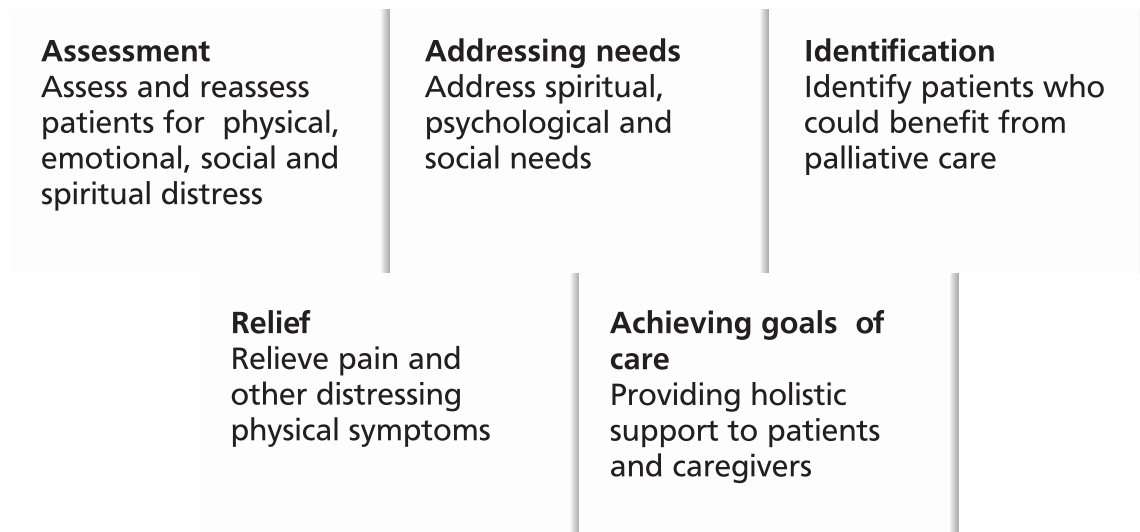 Assessment
Assess and reassess
patients for  physical,
emotional, social and
spiritual distress
Addressing needs
Address spiritual,
psychological and
social needs
Identification
Identify patients who
could benefit from
palliative care
Relief
Relieve pain and
other distressing
physical symptoms
Achieving goals  of
care
Providing holistic
support to patients
and caregivers